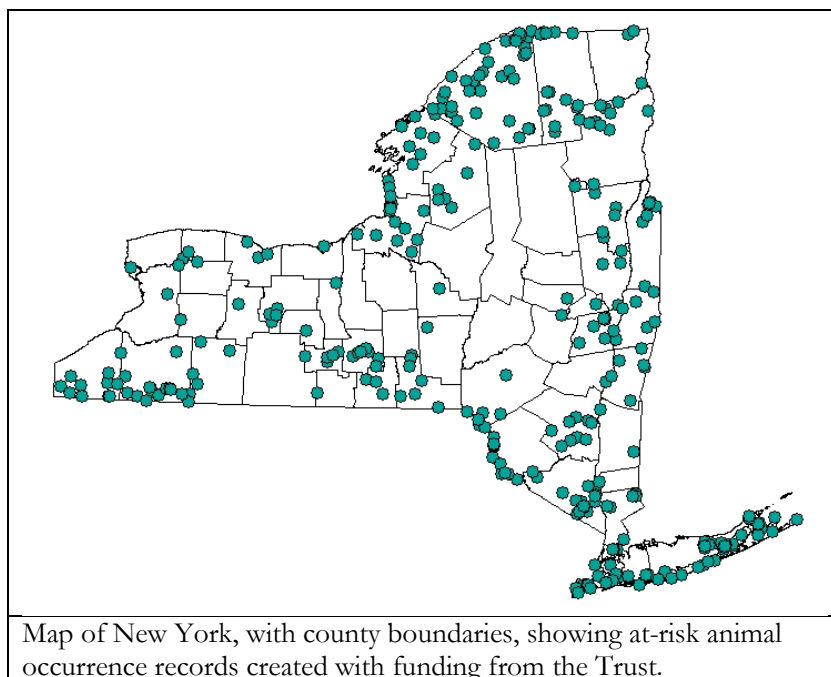 Map of New York, with county boundaries, showing at-risk animal
occurrence records created with funding from the Trust.